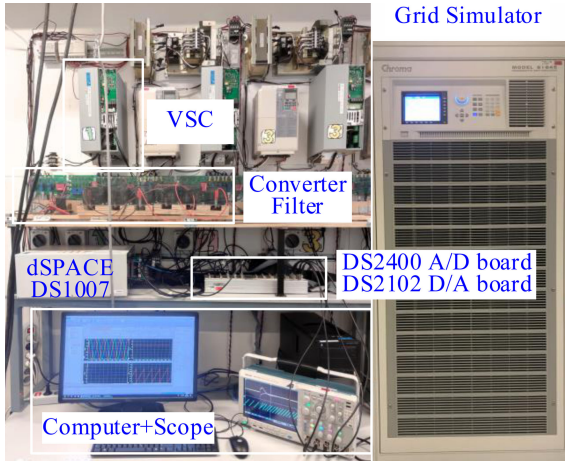 Grid Simulator
Chroma
VSC
Converter
Filter
dSPACE
DS1007
DS2400 A/D board
DS2102 D/A board
Computer+Scope